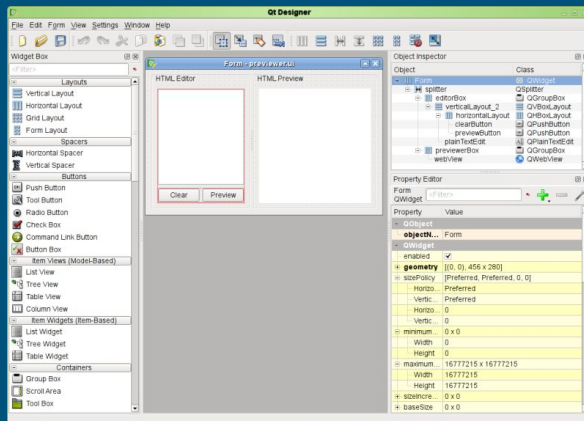 Qt Designer
File Edit Form View Settings Window Help
Widget Box
<Filter>
Layouts
Vertical Layout
Horizontal Layout
Grid Layout
Form Layout
Spacers
Horizontal Spacer
Vertical Spacer
Buttons
Push Button
Tool Button
Radio Button
Check Box
Command Link Button
Button Box
Item Views (Model-Based)
List View
Tree View
Table View
Column View
Item Widgets (Item-Based)
List Widget
Tree Widget
Table Widget
Containers
Group Box
Scroll Area
Tool Box
Form - previewer.ui
HTML Editor HTML Preview
Clear Preview
Object Inspector
Object Class
Form QWidget
splitter QSplitter
editorBox QGroupBox
verticalLayout_2 QVBoxLayout
horizontalLayout QHBoxLayout
clearButton QPushButton
previewButton QPushButton
plainTextEdit QPlainTextEdit
previewerBox QGroupBox
webView QWebView
Property Editor
Form
QWidget
<Filter>
Property Value
QObject
objectN... Form
QWidget
enabled
geometry [(0, 0), 456 x 280]
sizePolicy [Preferred, Preferred, 0, 0]
Horizo... Preferred
Vertic... Preferred
Horizo... 0
Vertic... 0
minimum... 0 x 0
Width 0
Height 0
maximum... 16777215 x 16777215
Width 16777215
Height 16777215
sizeIncre... 0 x 0
baseSize 0 x 0